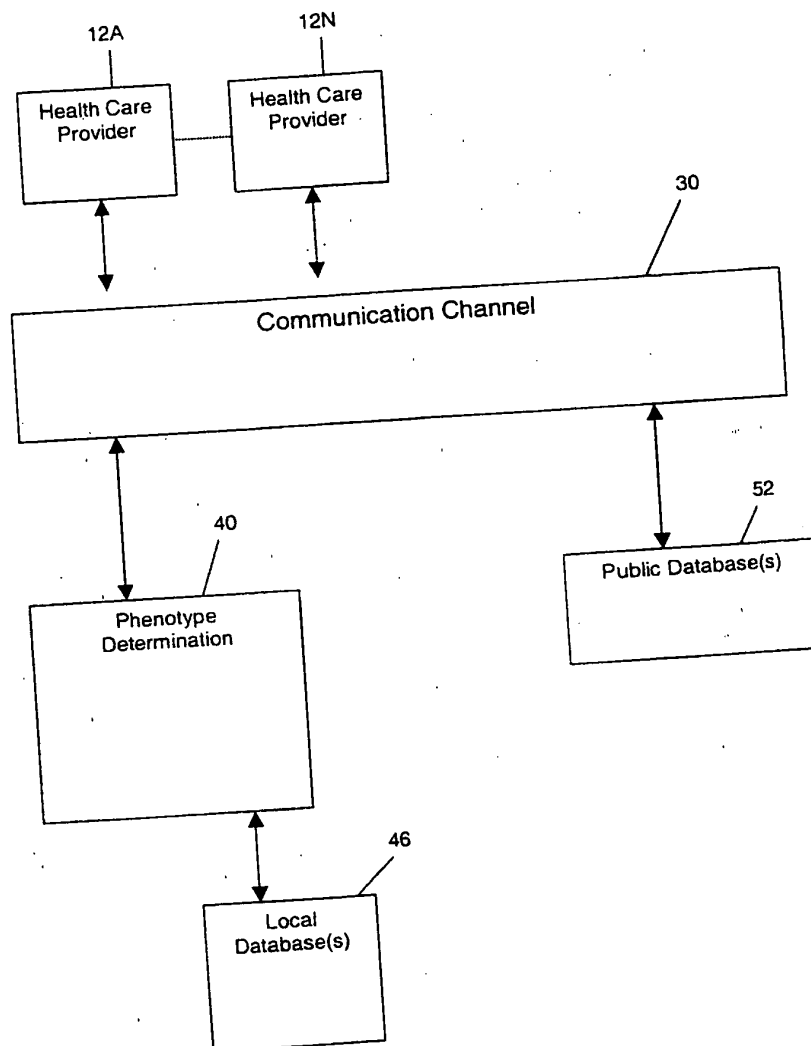 12A
12N
Health Care
Provider
Health Care
Provider
30
Communication Channel
40
52
Phenotype
Determination
Public Database(s)
46
Local
Database(s)